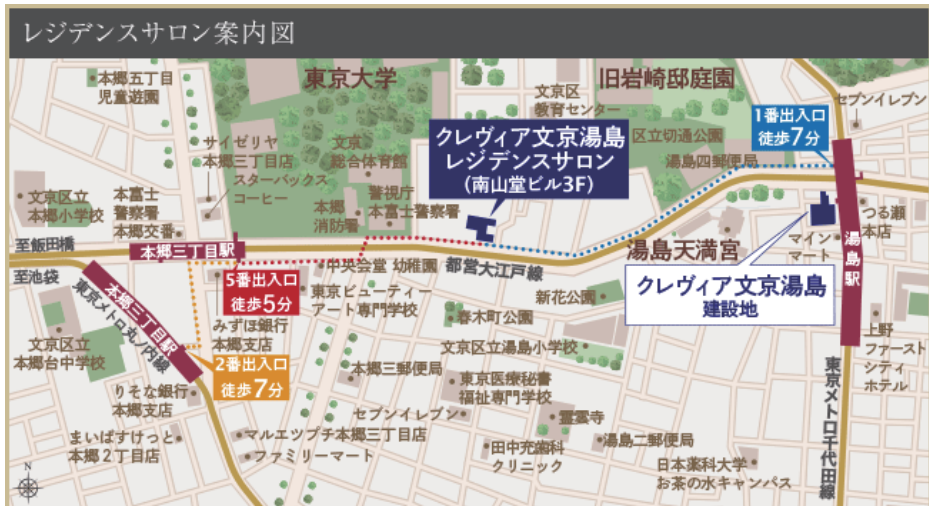 レジデンスサロン案内図
本郷五丁目
児童遊園
東京大学
旧岩崎邸庭園
文京区
教育センター
セブンイレブン
1番出入口
徒歩7分
サイゼリヤ
本郷三丁目店
スターバックス
コーヒー
文京
総合体育館
クレヴィア文京湯島
レジデンスサロン
(南山堂ビル3F)
区立切通公園
湯島四郵便局
文京区立
本郷小学校
本富士
警察署
本郷交番
本郷
消防署
警視庁
本富士警察署
つる瀬
本店
マイン
マート
湯島駅
至飯田橋
本郷三丁目駅
都営大江戸線
湯島天満宮
至池袋
本郷三丁目駅
東京メトロ丸ノ内線
5番出入口
徒歩5分
中央会堂 幼稚園
東京ビューティー
アート専門学校
クレヴィア文京湯島
建設地
新花公園
春木町公園
みずほ銀行
本郷支店
文京区立
本郷台中学校
2番出入口
徒歩7分
文京区立湯島小学校
上野
ファースト
シティ
ホテル
本郷三郵便局
東京医療秘書
福祉専門学校
りそな銀行
本郷支店
セブンイレブン
霊雲寺
東京メトロ千代田線
まいばすけっと
本郷2丁目店
マルエツプチ本郷三丁目店
ファミリーマート
田中充歯科
クリニック
湯島二郵便局
日本薬科大学
お茶の水キャンパス
N